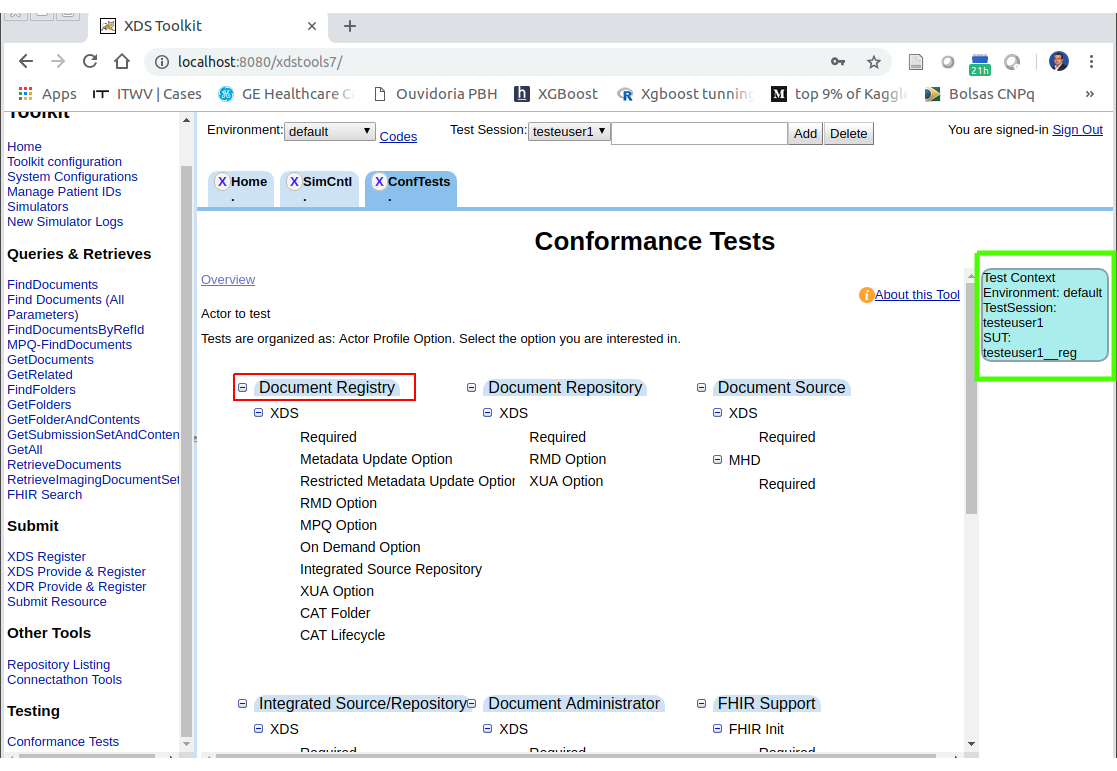 XDS Toolkit
localhost:8080/xdstools7/
21h
Apps
ITWV | Cases
GE Healthcare C
Ouvidoria PBH
XGBoost
Xgboost tunning
top 9% of Kaggl
Bolsas CNPq
»
Toolkit
Home
Toolkit configuration
System Configurations
Manage Patient IDs
Simulators
New Simulator Logs
Queries & Retrieves
FindDocuments
Find Documents (All
Parameters)
FindDocumentsByRefId
MPQ-FindDocuments
GetDocuments
GetRelated
FindFolders
GetFolders
GetFolderAndContents
GetSubmissionSetAndConten
GetAll
RetrieveDocuments
RetrieveImagingDocumentSet
FHIR Search
Submit
XDS Register
XDS Provide & Register
XDR Provide & Register
Submit Resource
Other Tools
Repository Listing
Connectathon Tools
Testing
Conformance Tests
Environment: default Codes
Test Session: testeuser1 Add Delete
You are signed-in Sign Out
X Home .
X SimCntl .
X ConfTests .
Conformance Tests
Overview
About this Tool
Actor to test
Tests are organized as: Actor Profile Option. Select the option you are interested in.
Document Registry
XDS
Required
Metadata Update Option
Restricted Metadata Update Option
RMD Option
MPQ Option
On Demand Option
Integrated Source Repository
XUA Option
CAT Folder
CAT Lifecycle
Document Repository
XDS
Required
RMD Option
XUA Option
Document Source
XDS
Required
MHD
Required
Integrated Source/Repository
XDS
Required
Document Administrator
XDS
Required
FHIR Support
FHIR Init
Required
Test Context
Environment: default
TestSession:
testeuser1
SUT:
testeuser1__reg